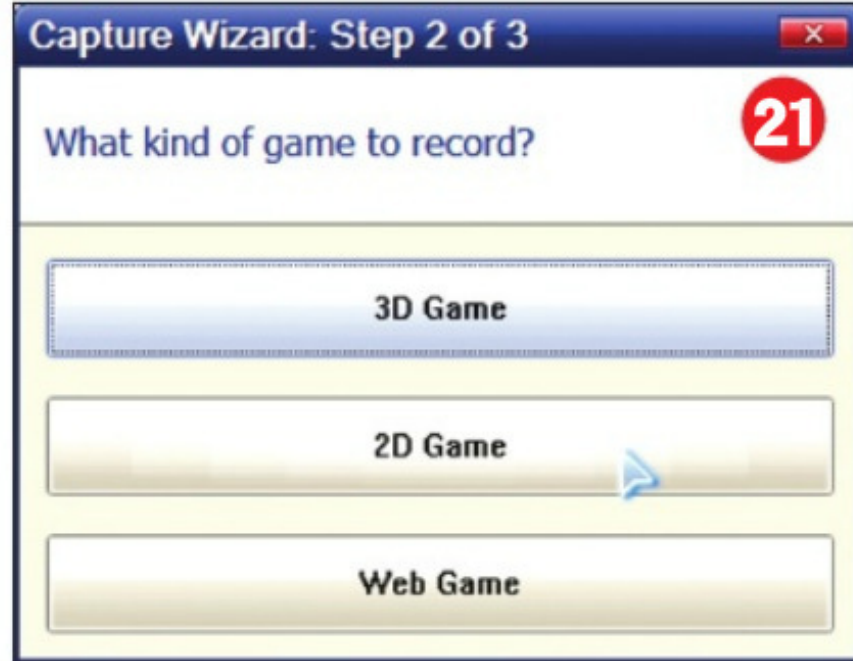 Capture Wizard: Step 2 of 3
What kind of game to record?
21
3D Game
2D Game
Web Game